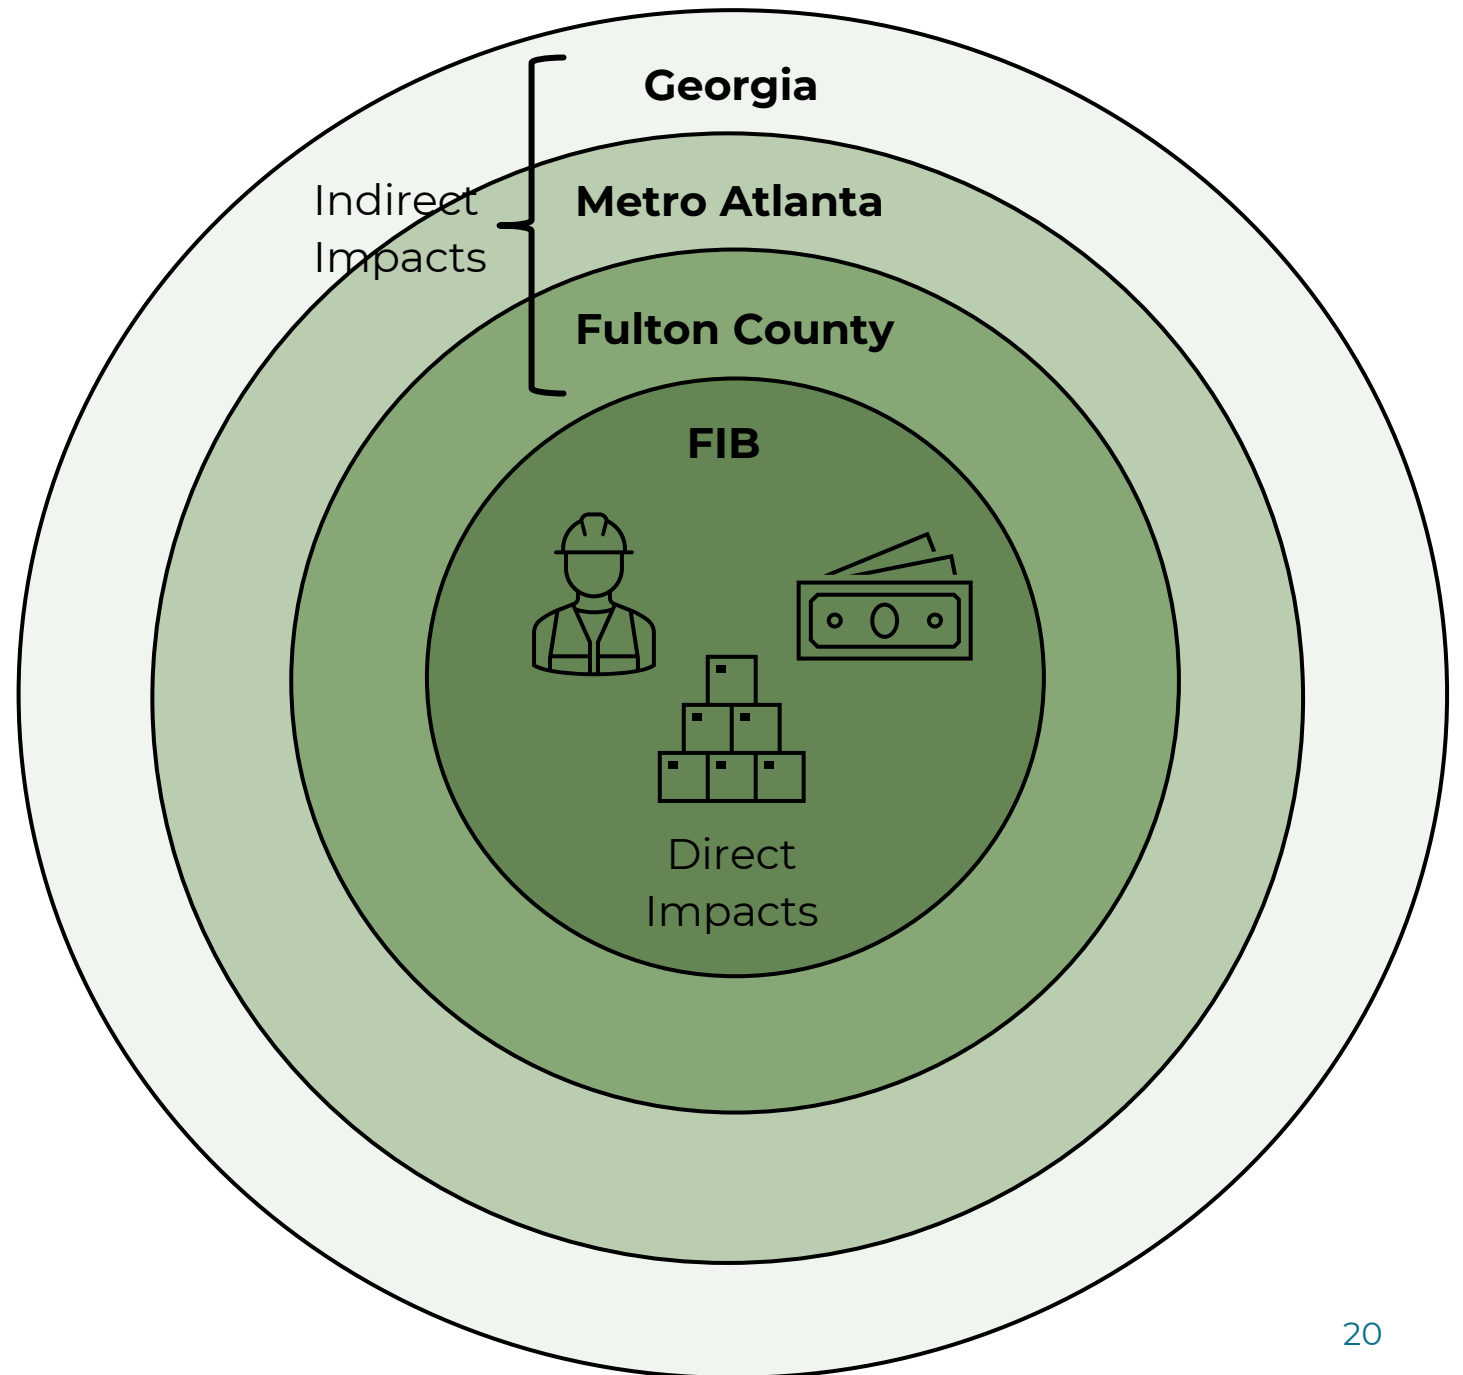 Georgia
Indirect
Impacts
Metro Atlanta
Fulton County
FIB
Direct
Impacts
20